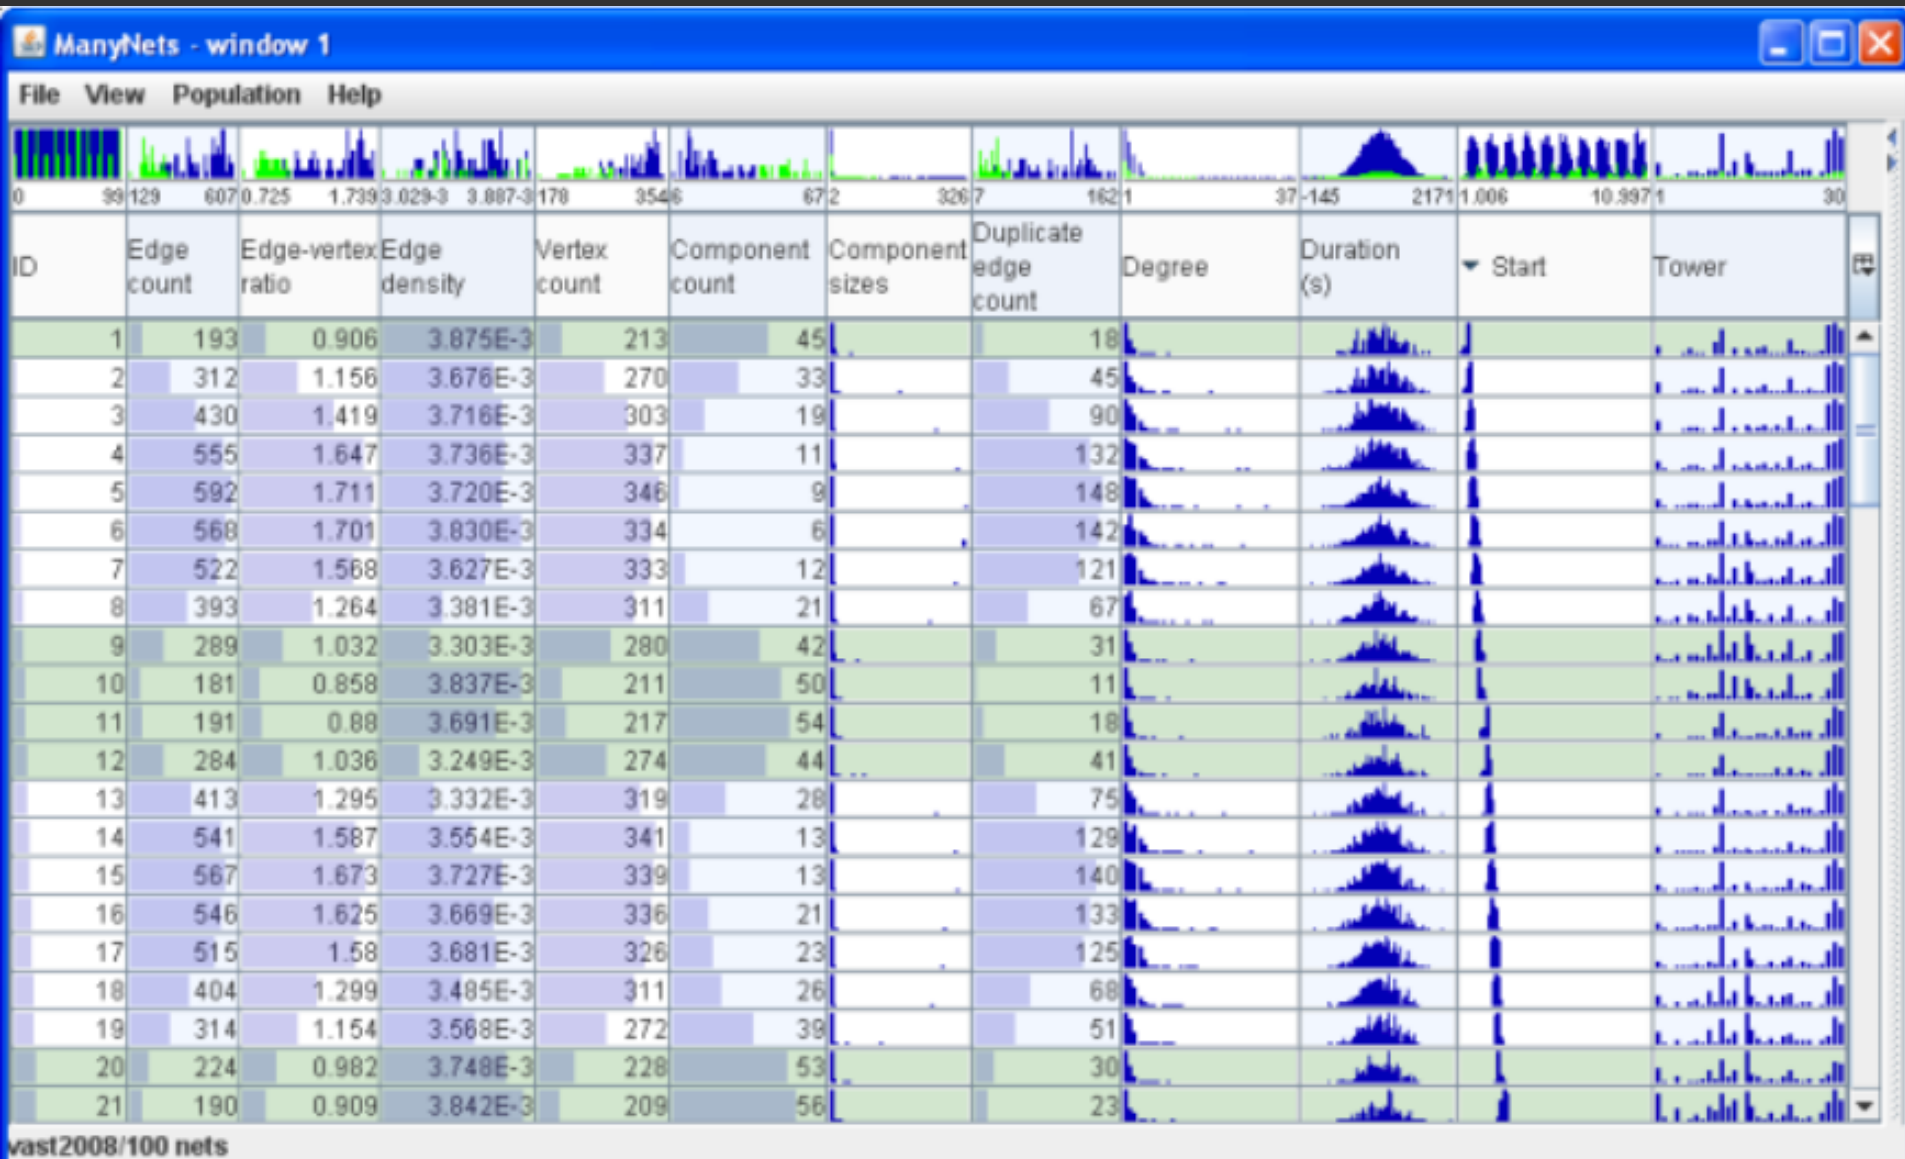 ManyNets - window 1
File View Population Help
0 99 129 607 0.725 1.739 3.029-3 3.887-3 178 354 6 67 2 326 7 162 1 37 -145 2171 1.006 10.997 1 30
ID Edge count Edge-vertex ratio Edge density Vertex count Component count Component sizes Duplicate edge count Degree Duration (s) Start Tower
1 193 0.906 3.875E-3 213 45 18
2 312 1.156 3.676E-3 270 33 45
3 430 1.419 3.716E-3 303 19 90
4 555 1.647 3.736E-3 337 11 132
5 592 1.711 3.720E-3 346 9 148
6 568 1.701 3.830E-3 334 6 142
7 522 1.568 3.627E-3 333 12 121
8 393 1.264 3.381E-3 311 21 67
9 289 1.032 3.303E-3 280 42 31
10 181 0.858 3.837E-3 211 50 11
11 191 0.88 3.691E-3 217 54 18
12 284 1.036 3.249E-3 274 44 41
13 413 1.295 3.332E-3 319 28 75
14 541 1.587 3.554E-3 341 13 129
15 567 1.673 3.727E-3 339 13 140
16 546 1.625 3.669E-3 336 21 133
17 515 1.58 3.681E-3 326 23 125
18 404 1.299 3.485E-3 311 26 68
19 314 1.154 3.568E-3 272 39 51
20 224 0.982 3.748E-3 228 53 30
21 190 0.909 3.842E-3 209 56 23
vast2008/100 nets